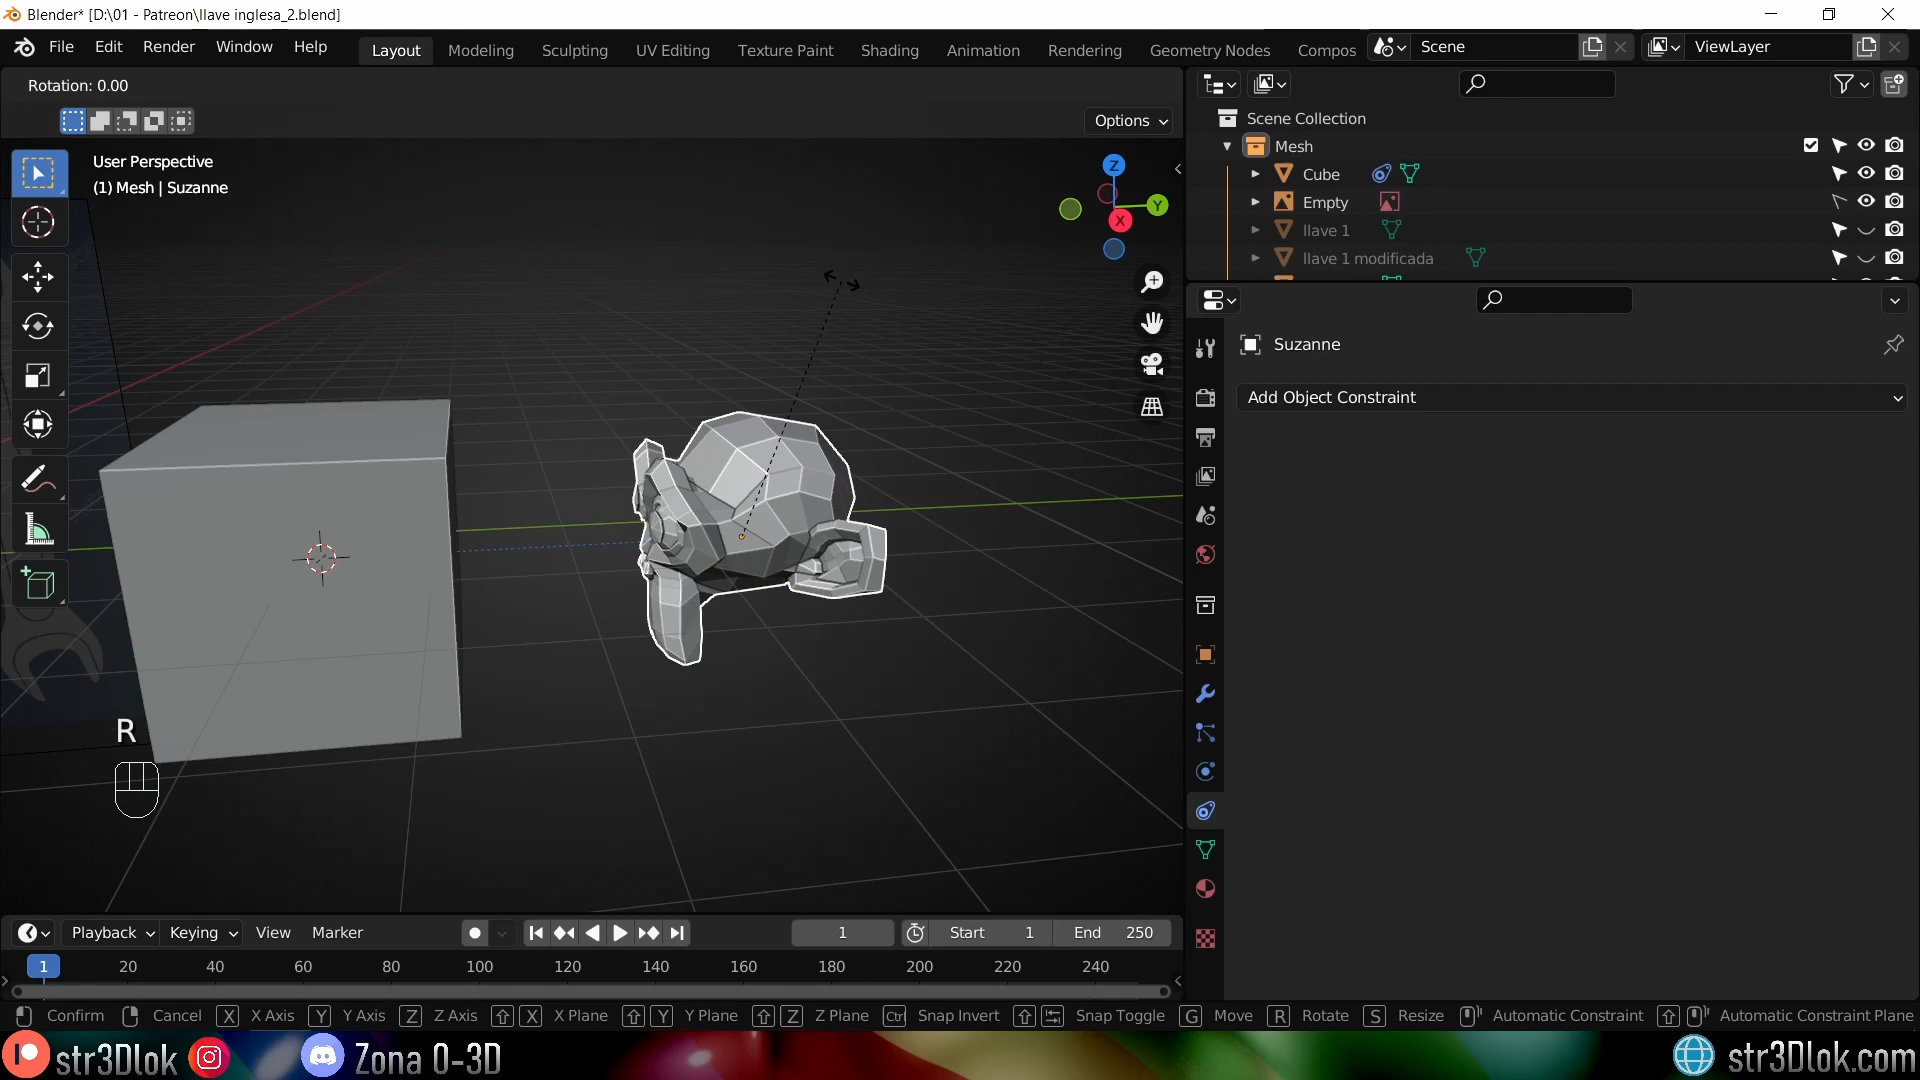 Blender* [D:\01 - Patreon\llave inglesa_2.blend]
File Edit Render Window Help Layout Modeling Sculpting UV Editing Texture Paint Shading Animation Rendering Geometry Nodes Compos Scene ViewLayer
Rotation: 0.00
Options
User Perspective
(1) Mesh | Suzanne
Z
Y
X
Scene Collection
Mesh
Cube
Empty
llave 1
llave 1 modificada
Suzanne
Add Object Constraint
R
Playback Keying View Marker 1 Start 1 End 250
1 20 40 60 80 100 120 140 160 180 200 220 240
Confirm Cancel X X Axis Y Y Axis Z Z Axis X X Plane Y Y Plane Z Z Plane Ctrl Snap Invert Snap Toggle G Move R Rotate S Resize Automatic Constraint Automatic Constraint Plane
str3Dlok Zona 0-3D str3Dlok.com